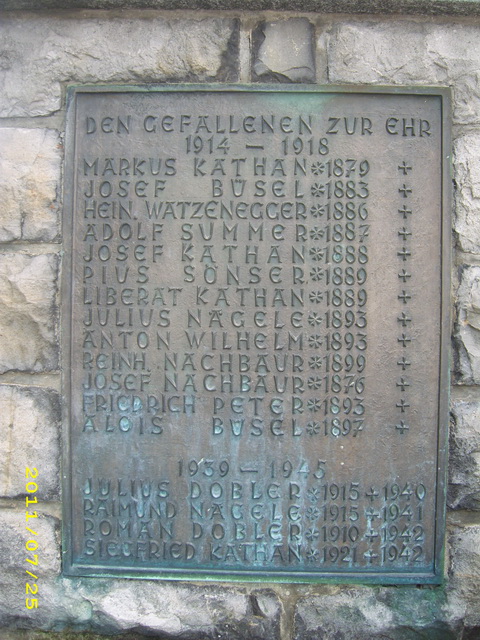 DEN GEFALLENEN ZUR EHR
1914 – 1918
MARKUS KATHAN *1879 +
JOSEF BÜSEL *1883 +
HEIN. WATZENEGGER *1886 +
ADOLF SUMMER *1887 +
JOSEF KATHAN *1888 +
PIUS SÖNSER *1889 +
LIBERAT KATHAN *1889 +
JULIUS NÄGELE *1893 +
ANTON WILHELM *1893 +
REINH. NACHBAUR *1899 +
JOSEF NACHBAUR *1876 +
FRIEDRICH PETER *1893 +
ALOIS BÜSEL *1897 +
1939 – 1945
JULIUS DOBLER *1915 + 1940
RAIMUND NÄGELE *1915 + 1941
ROMAN DOBLER *1910 + 1942
SIEGFRIED KATHAN *1921 + 1942
2011/07/25